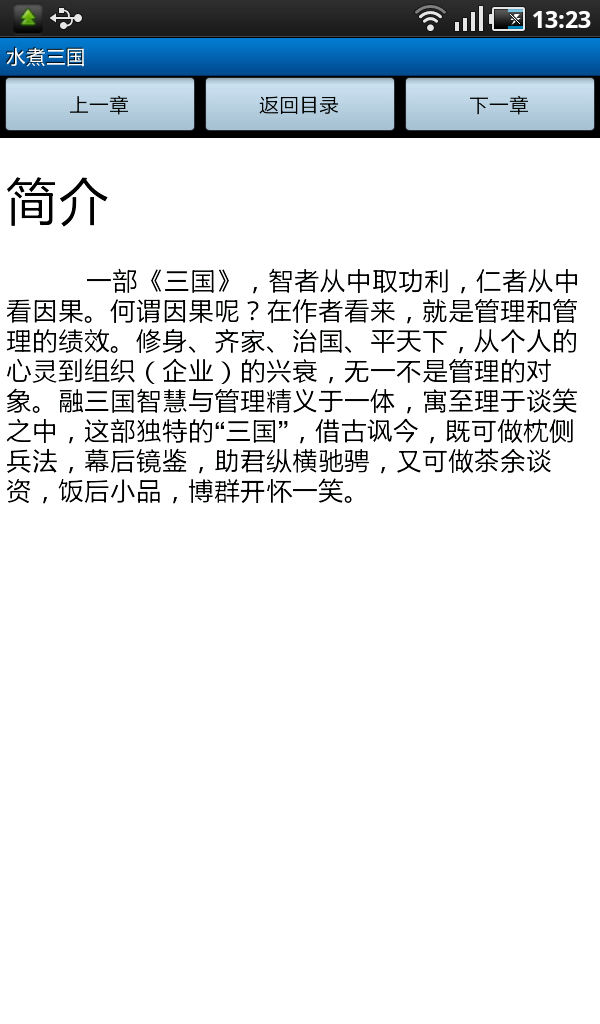 13:23
水煮三国
上一章
返回目录
下一章
简介
一部《三国》，智者从中取功利，仁者从中
看因果。何谓因果呢？在作者看来，就是管理和管
理的绩效。修身、齐家、治国、平天下，从个人的
心灵到组织（企业）的兴衰，无一不是管理的对
象。融三国智慧与管理精义于一体，寓至理于谈笑
之中，这部独特的“三国”，借古讽今，既可做枕侧
兵法，幕后镜鉴，助君纵横驰骋，又可做茶余谈
资，饭后小品，博群开怀一笑。